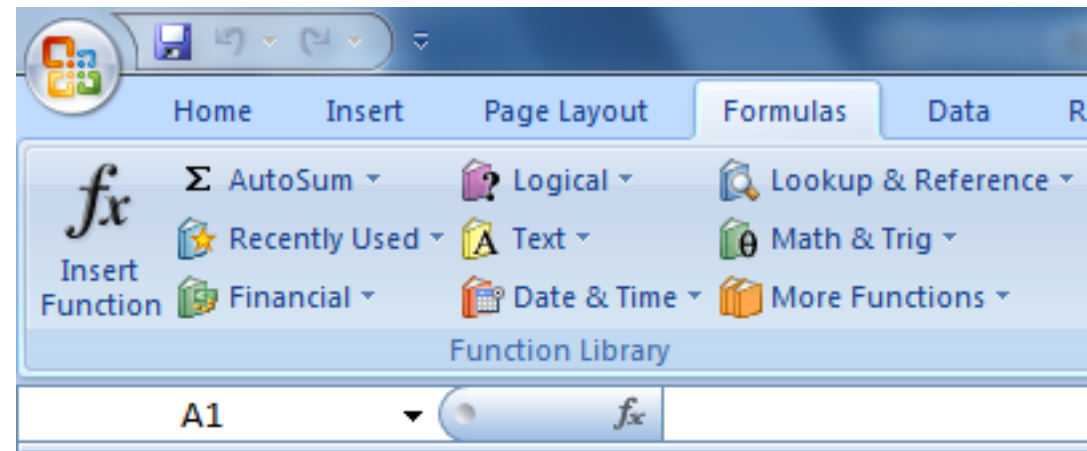 Home Insert Page Layout Formulas Data R
fx Σ AutoSum ? Logical Lookup & Reference
Insert Function Recently Used A Text θ Math & Trig
Financial Date & Time More Functions
Function Library
A1 fx